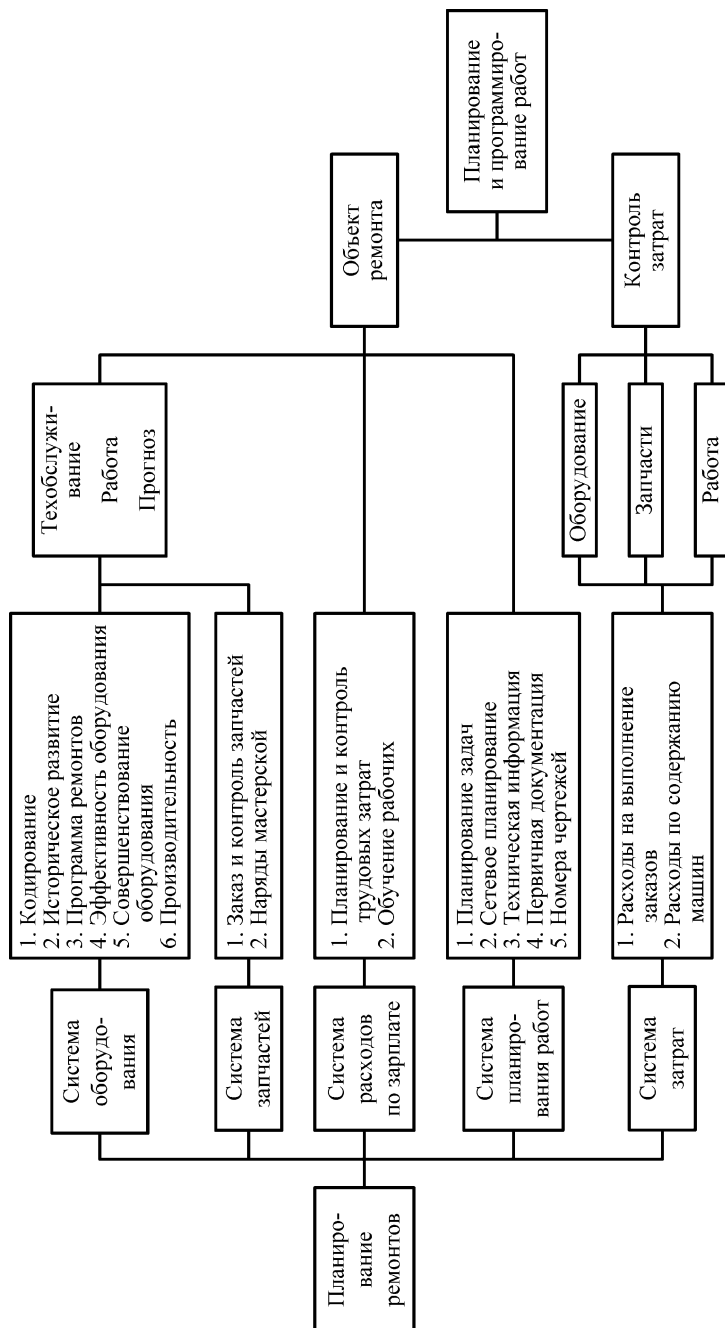 Планиро-
вание
ремонтов
Система
оборудо-
вания
Система
запчастей
Система
расходов
по зарплате
Система
планиро-
вания работ
Система
затрат
1. Кодирование
2. Историческое развитие
3. Программа ремонтов
4. Эффективность оборудования
5. Совершенствование
оборудования
6. Производительность
1. Заказ и контроль запчастей
2. Наряды мастерской
1. Планирование и контроль
трудовых затрат
2. Обучение рабочих
1. Планирование задач
2. Сетевое планирование
3. Техническая информация
4. Первичная документация
5. Номера чертежей
1. Расходы на выполнение
заказов
2. Расходы по содержанию
машин
Техобслужи-
вание
Работа
Прогноз
Оборудование
Запчасти
Работа
Объект
ремонта
Контроль
затрат
Планирование
и программиро-
вание работ